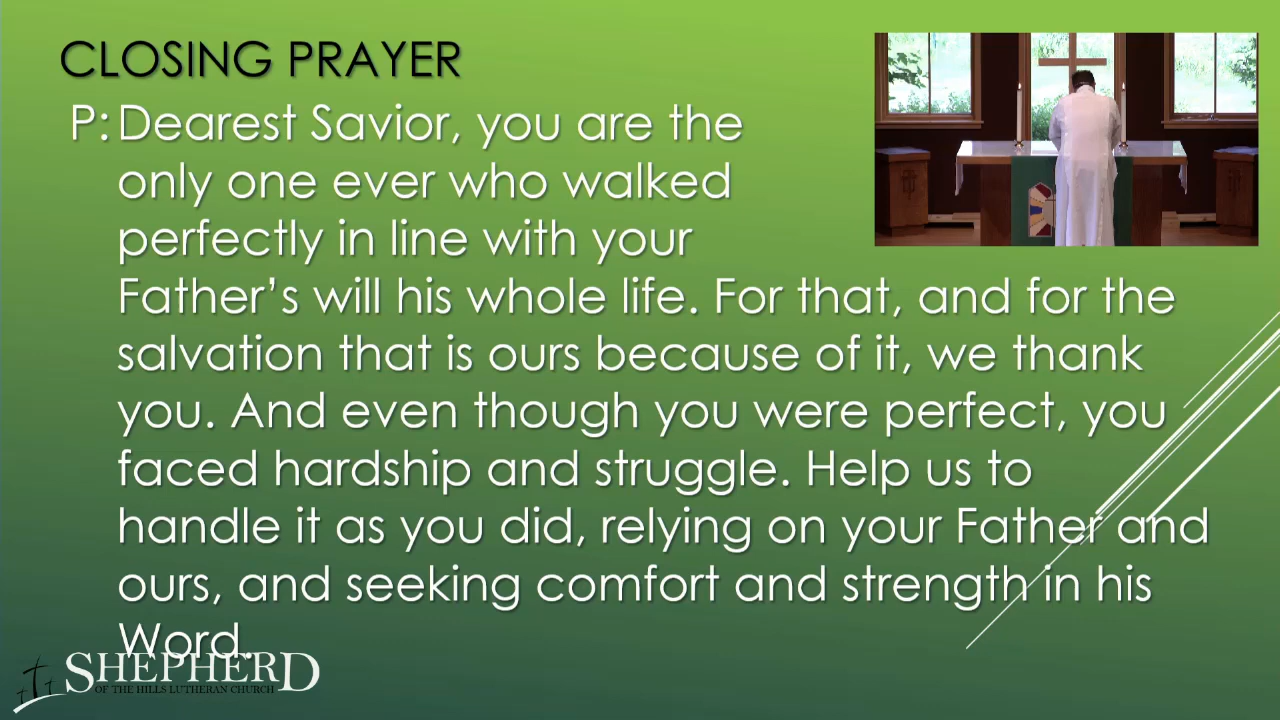 CLOSING PRAYER
P: Dearest Savior, you are the
only one ever who walked
perfectly in line with your
Father’s will his whole life. For that, and for the
salvation that is ours because of it, we thank
you. And even though you were perfect, you
faced hardship and struggle. Help us to
handle it as you did, relying on your Father and
ours, and seeking comfort and strength in his
Word.
SHEPHERD
OF THE HILLS LUTHERAN CHURCH